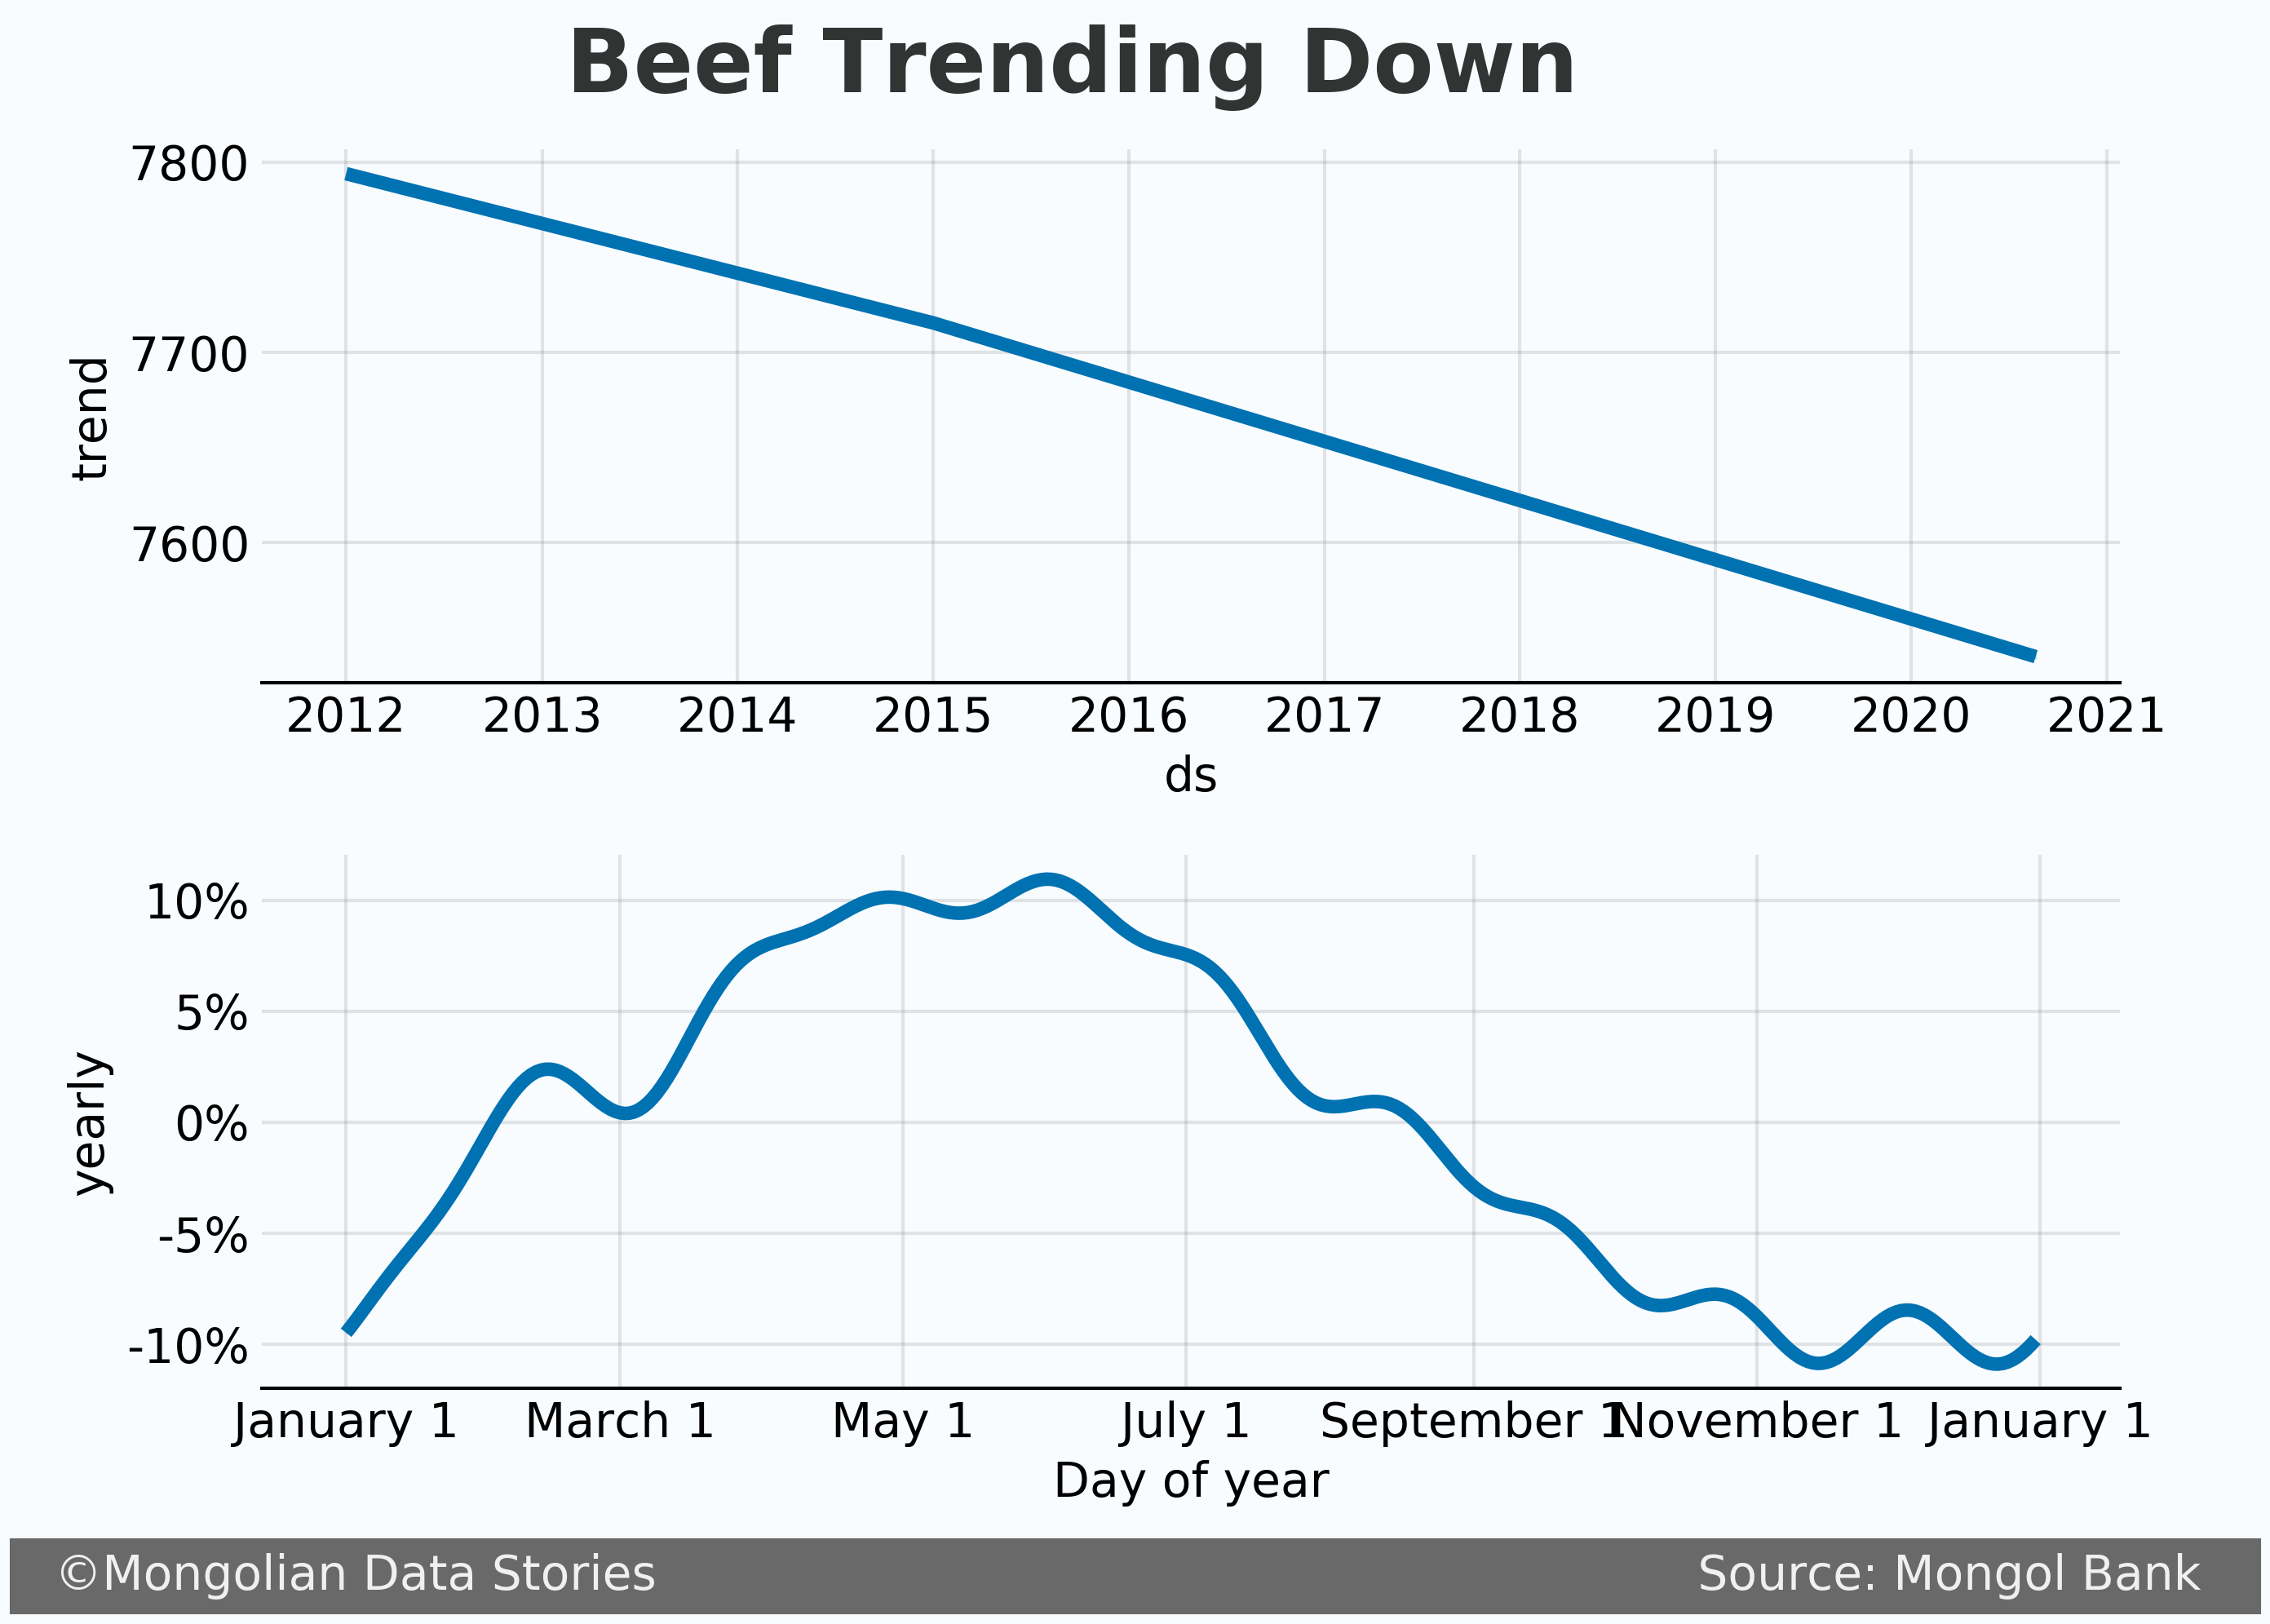 Beef Trending Down
7800
7700
7600
trend
2012 2013 2014 2015 2016 2017 2018 2019 2020 2021
ds
10%
5%
0%
-5%
-10%
yearly
January 1 March 1 May 1 July 1 September 1 November 1 January 1
Day of year
©Mongolian Data Stories Source: Mongol Bank